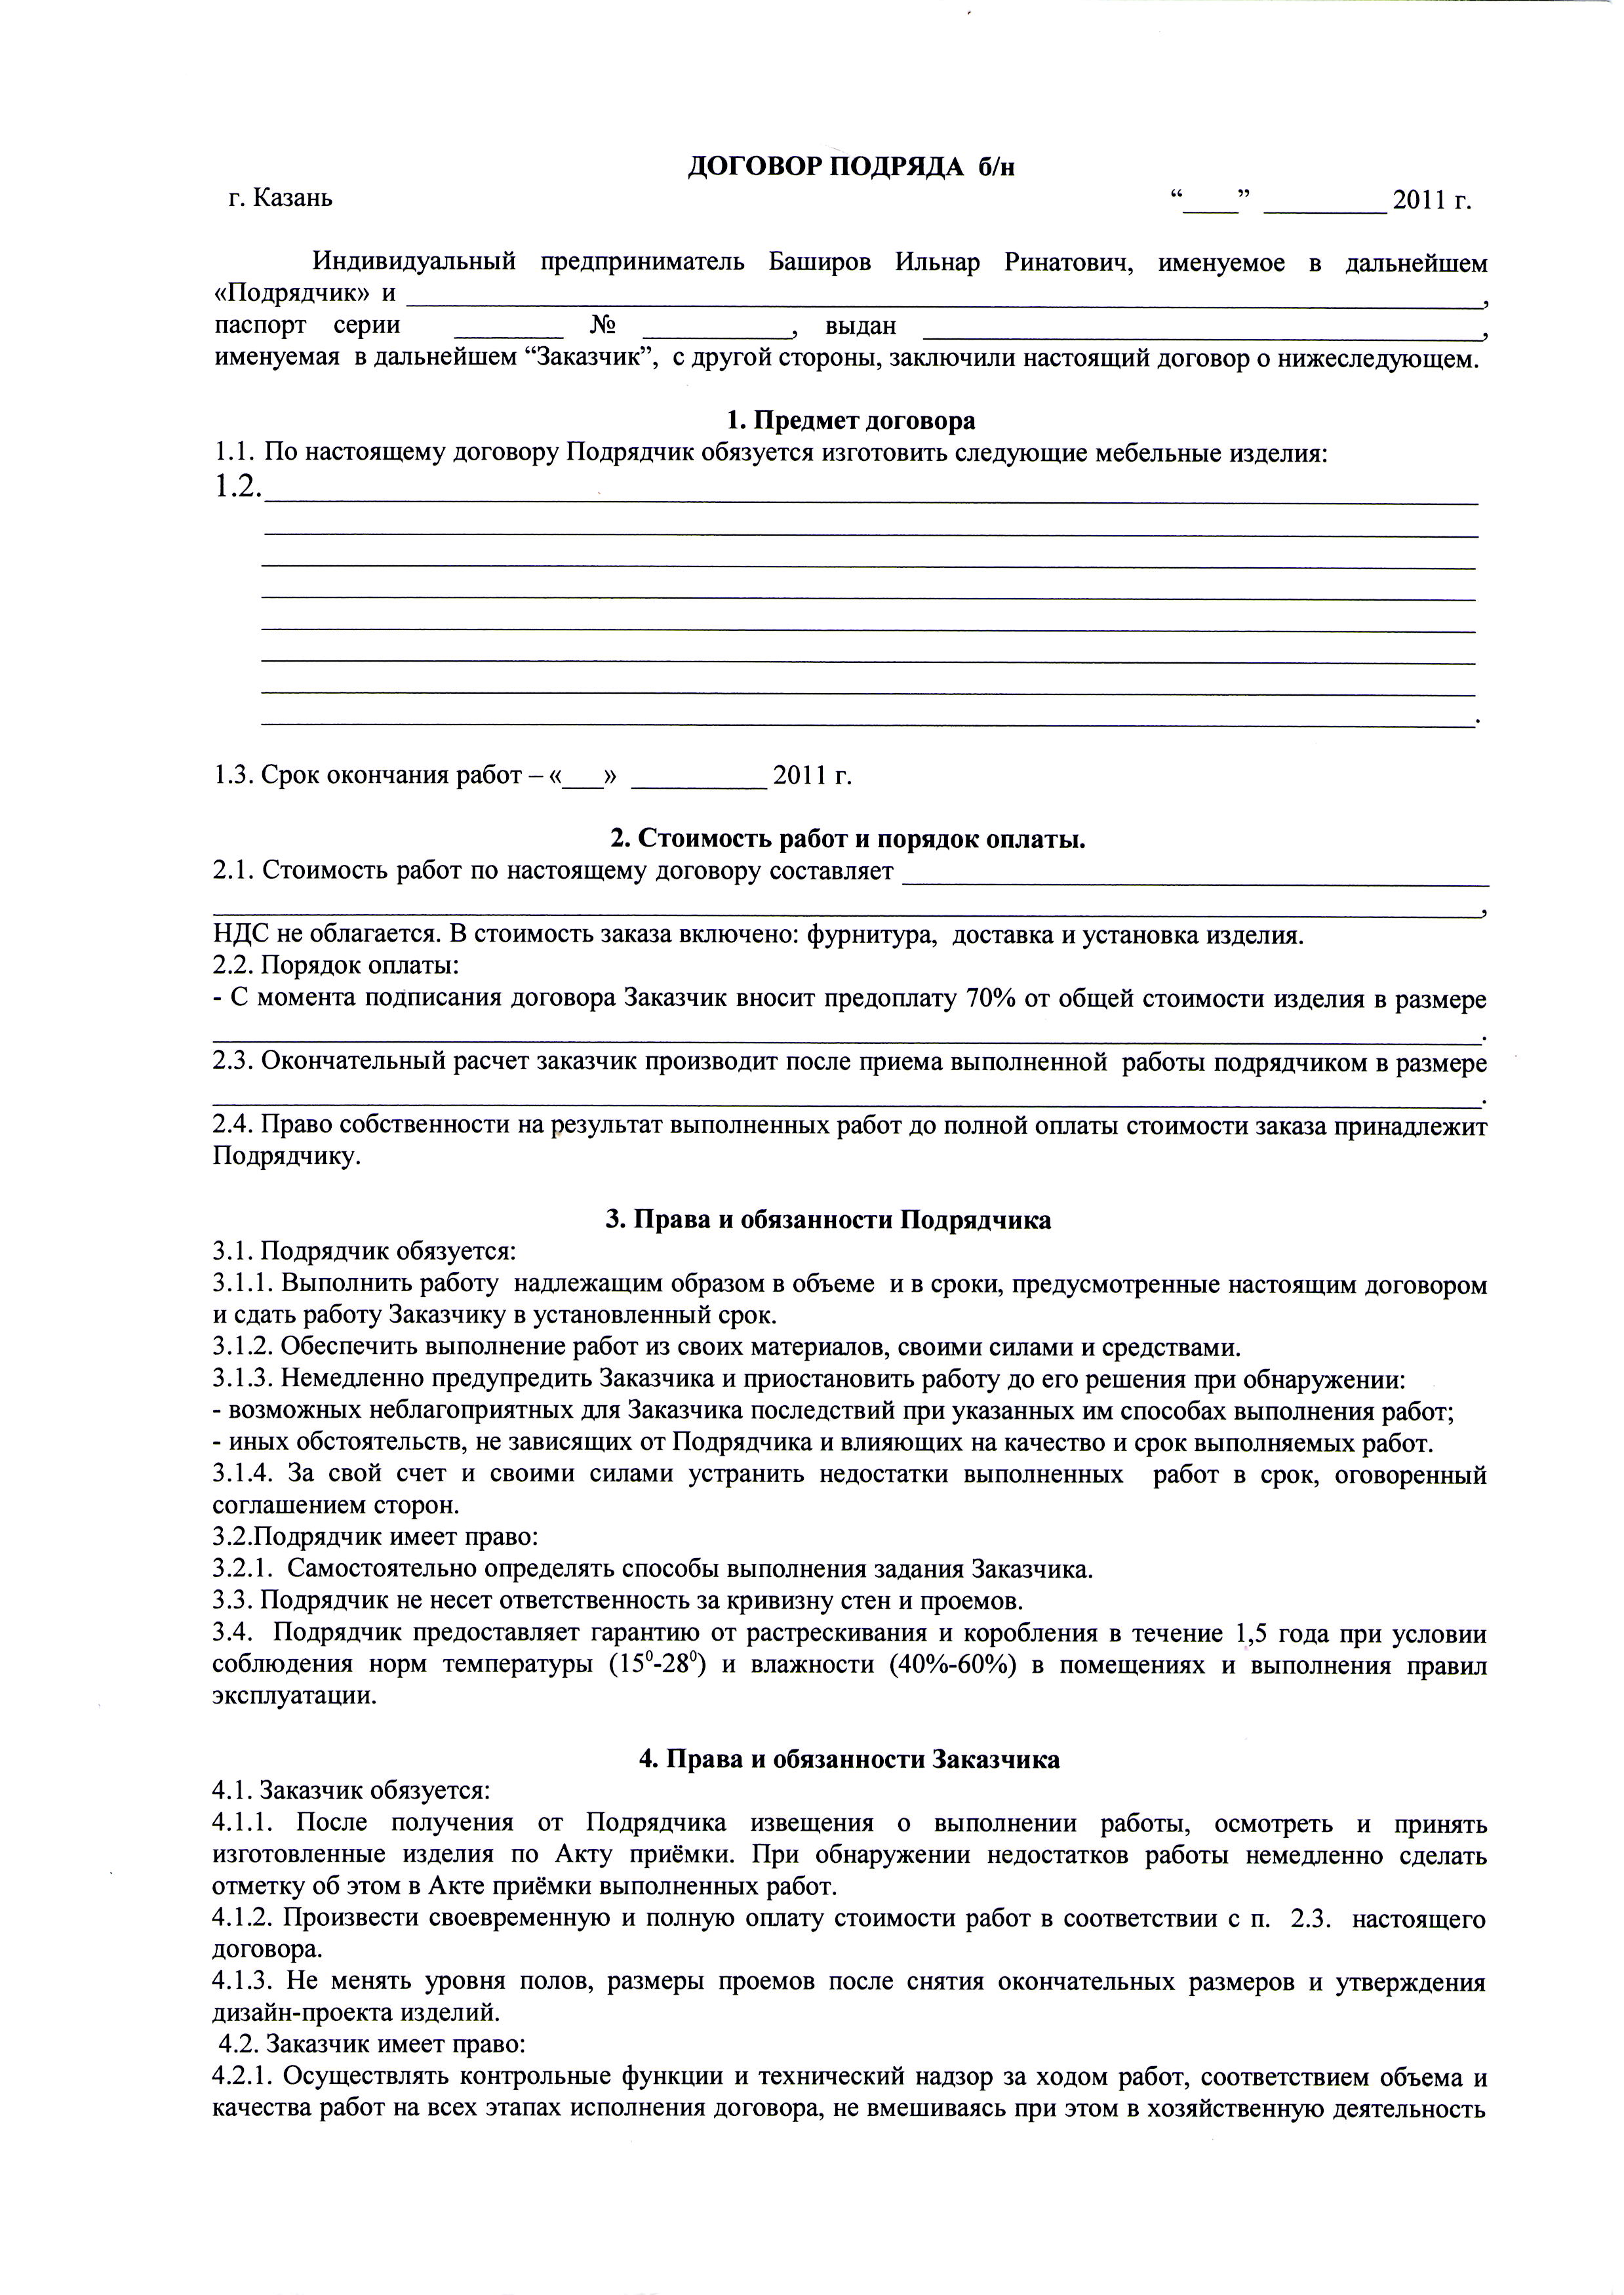 ДОГОВОР ПОДРЯДА б/н
г. Казань “____” _________ 2011 г.
Индивидуальный предприниматель Баширов Ильнар Ринатович, именуемое в дальнейшем
«Подрядчик» и ____________________,
паспорт серии ________ № ___________, выдан ____________________,
именуемая в дальнейшем “Заказчик”, с другой стороны, заключили настоящий договор о нижеследующем.
1. Предмет договора
1.1. По настоящему договору Подрядчик обязуется изготовить следующие мебельные изделия:
1.2.____________________
____________________
____________________
____________________
____________________
____________________
____________________
____________________.
1.3. Срок окончания работ – «___» __________ 2011 г.
2. Стоимость работ и порядок оплаты.
2.1. Стоимость работ по настоящему договору составляет ____________________
____________________,
НДС не облагается. В стоимость заказа включено: фурнитура, доставка и установка изделия.
2.2. Порядок оплаты:
- С момента подписания договора Заказчик вносит предоплату 70% от общей стоимости изделия в размере
____________________.
2.3. Окончательный расчет заказчик производит после приема выполненной работы подрядчиком в размере
____________________.
2.4. Право собственности на результат выполненных работ до полной оплаты стоимости заказа принадлежит
Подрядчику.
3. Права и обязанности Подрядчика
3.1. Подрядчик обязуется:
3.1.1. Выполнить работу надлежащим образом в объеме и в сроки, предусмотренные настоящим договором
и сдать работу Заказчику в установленный срок.
3.1.2. Обеспечить выполнение работ из своих материалов, своими силами и средствами.
3.1.3. Немедленно предупредить Заказчика и приостановить работу до его решения при обнаружении:
- возможных неблагоприятных для Заказчика последствий при указанных им способах выполнения работ;
- иных обстоятельств, не зависящих от Подрядчика и влияющих на качество и срок выполняемых работ.
3.1.4. За свой счет и своими силами устранить недостатки выполненных работ в срок, оговоренный
соглашением сторон.
3.2.Подрядчик имеет право:
3.2.1. Самостоятельно определять способы выполнения задания Заказчика.
3.3. Подрядчик не несет ответственность за кривизну стен и проемов.
3.4. Подрядчик предоставляет гарантию от растрескивания и коробления в течение 1,5 года при условии
соблюдения норм температуры (15⁰-28⁰) и влажности (40%-60%) в помещениях и выполнения правил
эксплуатации.
4. Права и обязанности Заказчика
4.1. Заказчик обязуется:
4.1.1. После получения от Подрядчика извещения о выполнении работы, осмотреть и принять
изготовленные изделия по Акту приёмки. При обнаружении недостатков работы немедленно сделать
отметку об этом в Акте приёмки выполненных работ.
4.1.2. Произвести своевременную и полную оплату стоимости работ в соответствии с п. 2.3. настоящего
договора.
4.1.3. Не менять уровня полов, размеры проемов после снятия окончательных размеров и утверждения
дизайн-проекта изделий.
4.2. Заказчик имеет право:
4.2.1. Осуществлять контрольные функции и технический надзор за ходом работ, соответствием объема и
качества работ на всех этапах исполнения договора, не вмешиваясь при этом в хозяйственную деятельность